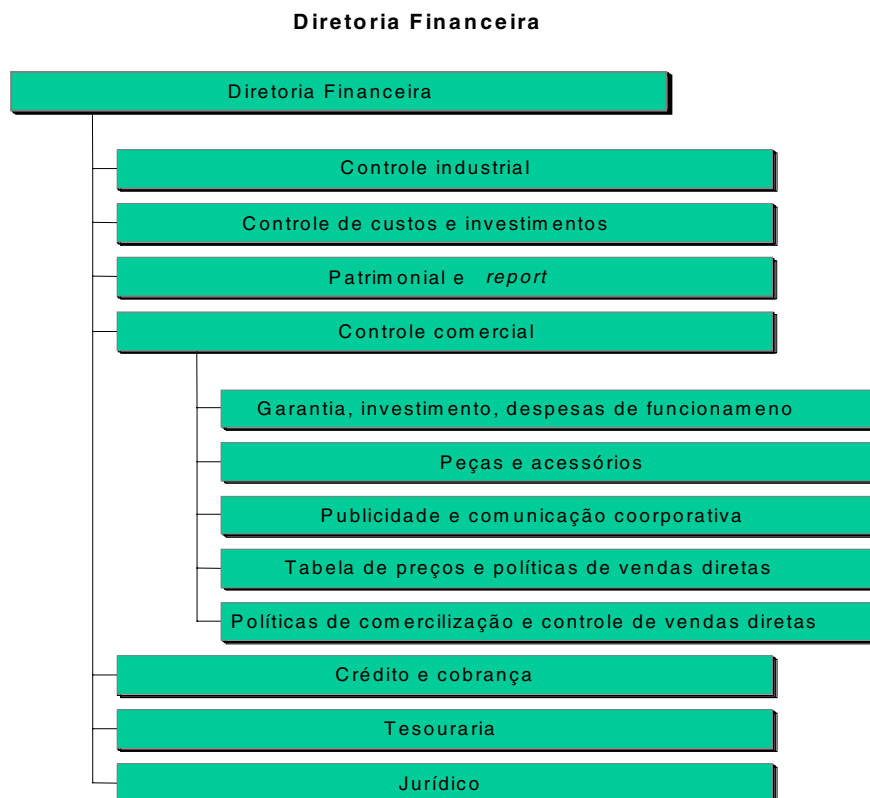 Diretoria Financeira
Diretoria Financeira
Controle industrial
Controle de custos e investimentos
Patrimonial e report
Controle comercial
Garantia, investimento, despesas de funcionameno
Peças e acessórios
Publicidade e comunicação coorporativa
Tabela de preços e políticas de vendas diretas
Políticas de comercilização e controle de vendas diretas
Crédito e cobrança
Tesouraria
Jurídico